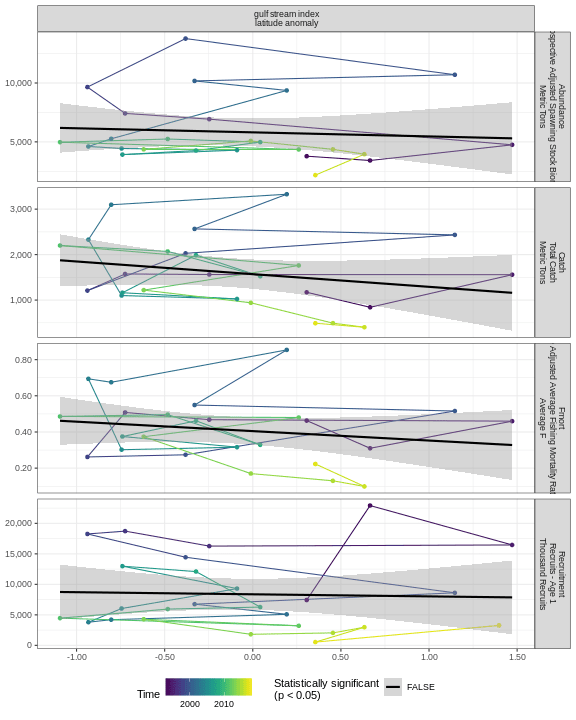 gulf stream index
latitude anomaly
10,000
5,000
Abundance
Adjusted Spawning Stock
Metric Tons
3,000
2,000
1,000
Catch
Total Catch
Metric Tons
0.80
0.60
0.40
0.20
Fmort
Adjusted Average Fishing Mortality
Average F
20,000
15,000
10,000
5,000
0
Recruitment
Recruits - Age 1
Thousand Recruits
-1.00
-0.50
0.00
0.50
1.00
1.50
Time
2000
2010
Statistically significant
(p < 0.05)
FALSE